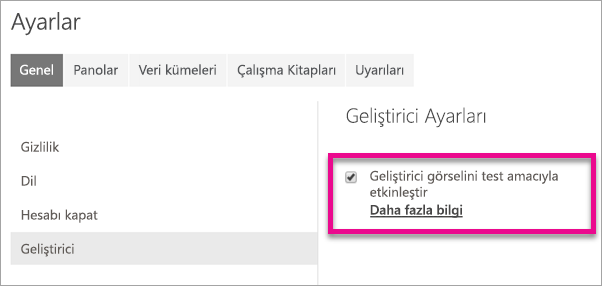 Ayarlar
Genel Panolar Veri kümeleri Çalışma Kitapları Uyarıları
Gizlilik
Dil
Hesabı kapat
Geliştirici
Geliştirici Ayarları
Geliştirici görselini test amacıyla
etkinleştir
Daha fazla bilgi